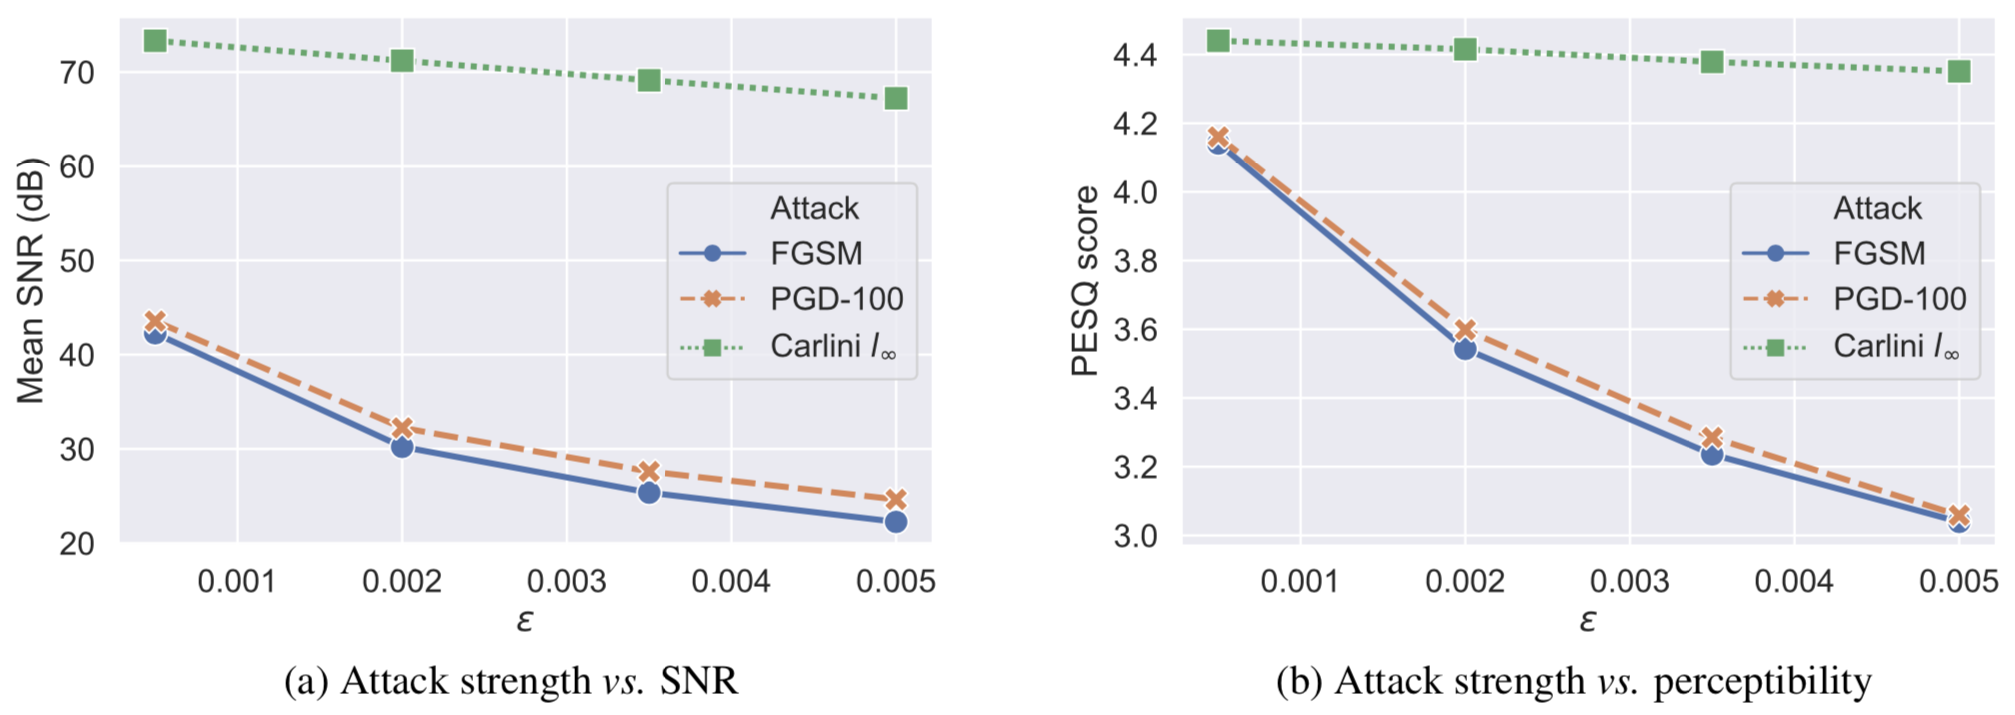 Mean SNR (dB)
70
60
50
40
30
20
0.001 0.002 0.003 0.004 0.005
ε
Attack
FGSM
PGD-100
Carlini l∞
(a) Attack strength vs. SNR
PESQ score
4.4
4.2
4.0
3.8
3.6
3.4
3.2
3.0
0.001 0.002 0.003 0.004 0.005
ε
Attack
FGSM
PGD-100
Carlini l∞
(b) Attack strength vs. perceptibility